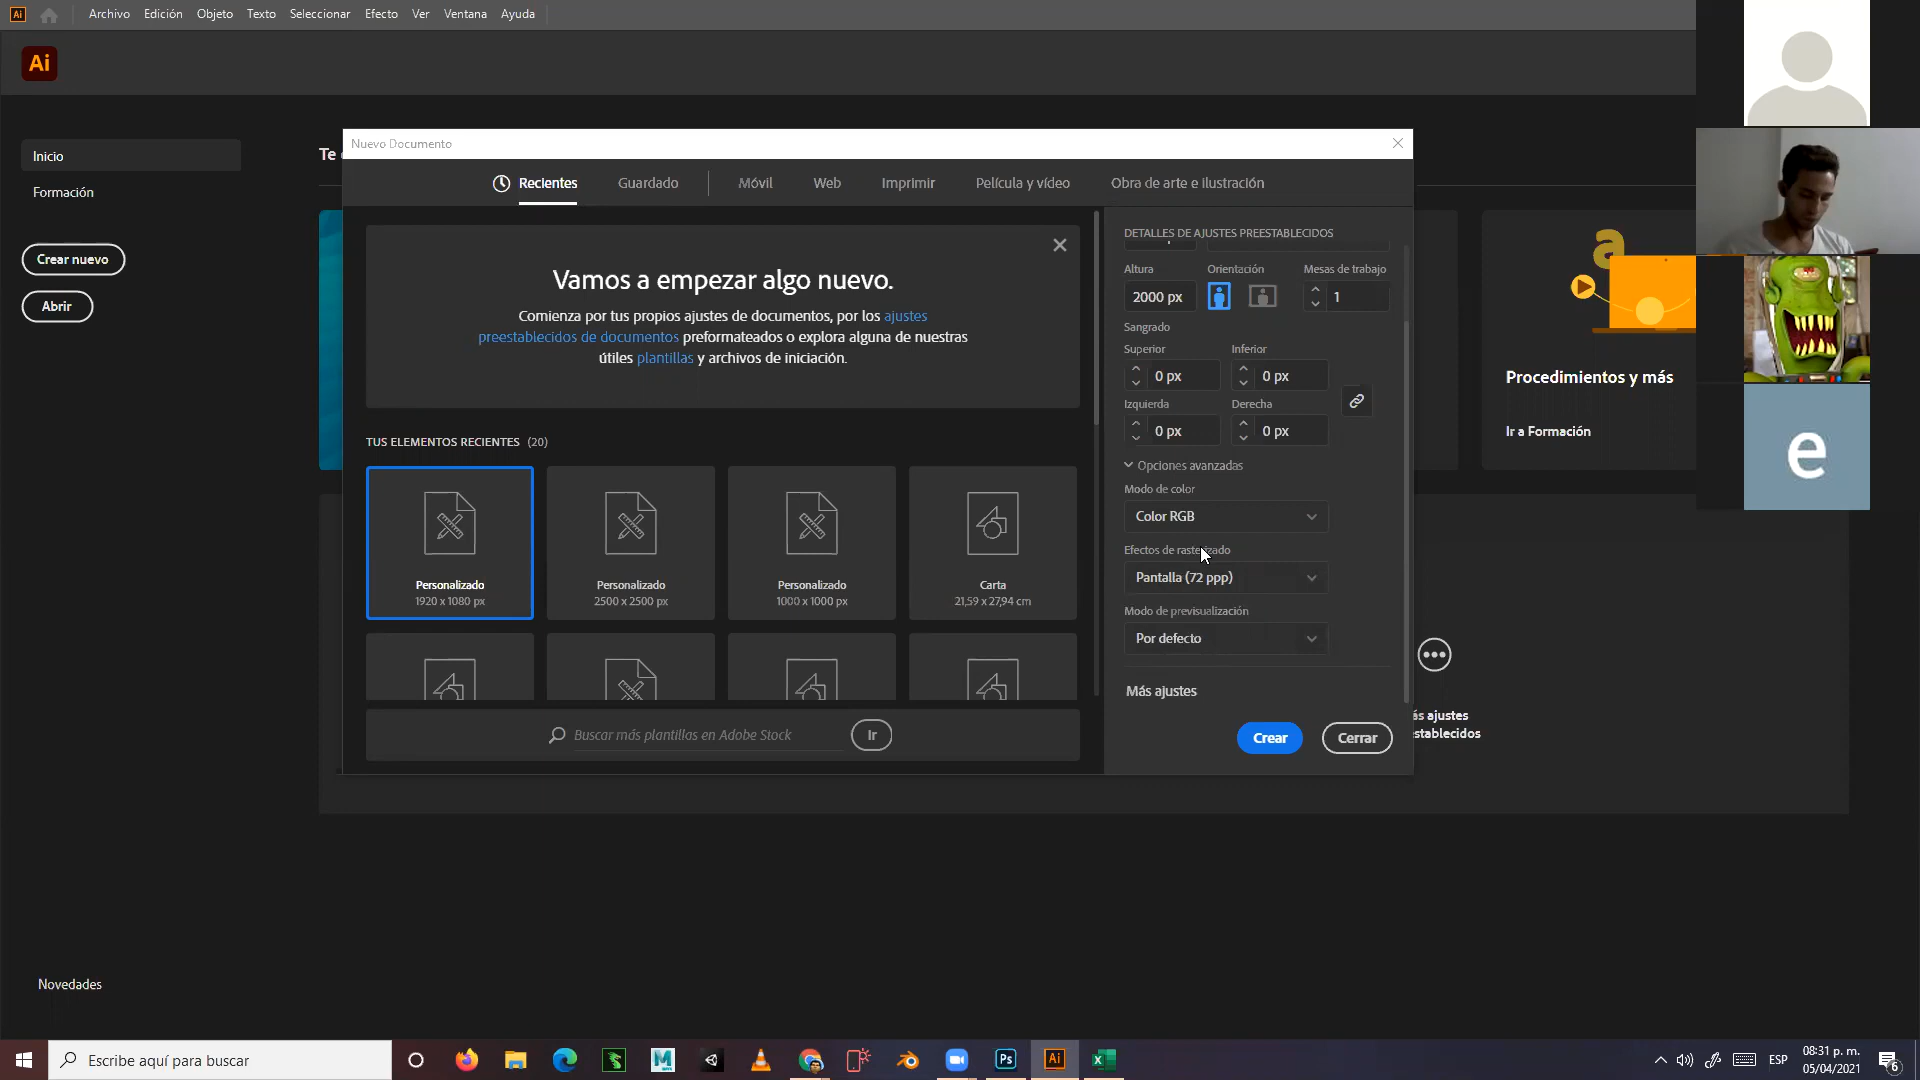 Ai
Archivo
Edición
Objeto
Texto
Seleccionar
Efecto
Ver
Ventana
Ayuda
Ai
Inicio
Formación
Crear nuevo
Abrir
Te
Nuevo Documento
Recientes
Guardado
Móvil
Web
Imprimir
Película y vídeo
Obra de arte e ilustración
Vamos a empezar algo nuevo.
Comienza por tus propios ajustes de documentos, por los ajustes
preestablecidos de documentos preformateados o explora alguna de nuestras
útiles plantillas y archivos de iniciación.
TUS ELEMENTOS RECIENTES (20)
Personalizado
1920 x 1080 px
Personalizado
2500 x 2500 px
Personalizado
1000 x 1000 px
Carta
21,59 x 27,94 cm
Buscar más plantillas en Adobe Stock
Ir
DETALLES DE AJUSTES PREESTABLECIDOS
Altura
Orientación
Mesas de trabajo
2000 px
1
Sangrado
Superior
Inferior
0 px
0 px
Izquierda
Derecha
0 px
0 px
Opciones avanzadas
Modo de color
Color RGB
Efectos de rasterizado
Pantalla (72 ppp)
Modo de previsualización
Por defecto
Más ajustes
Crear
Cerrar
ás ajustes
establecidos
a
Procedimientos y más
Ir a Formación
e
Novedades
Escribe aquí para buscar
M
Ps
Ai
X
ESP
08:31 p. m.
05/04/2021
6